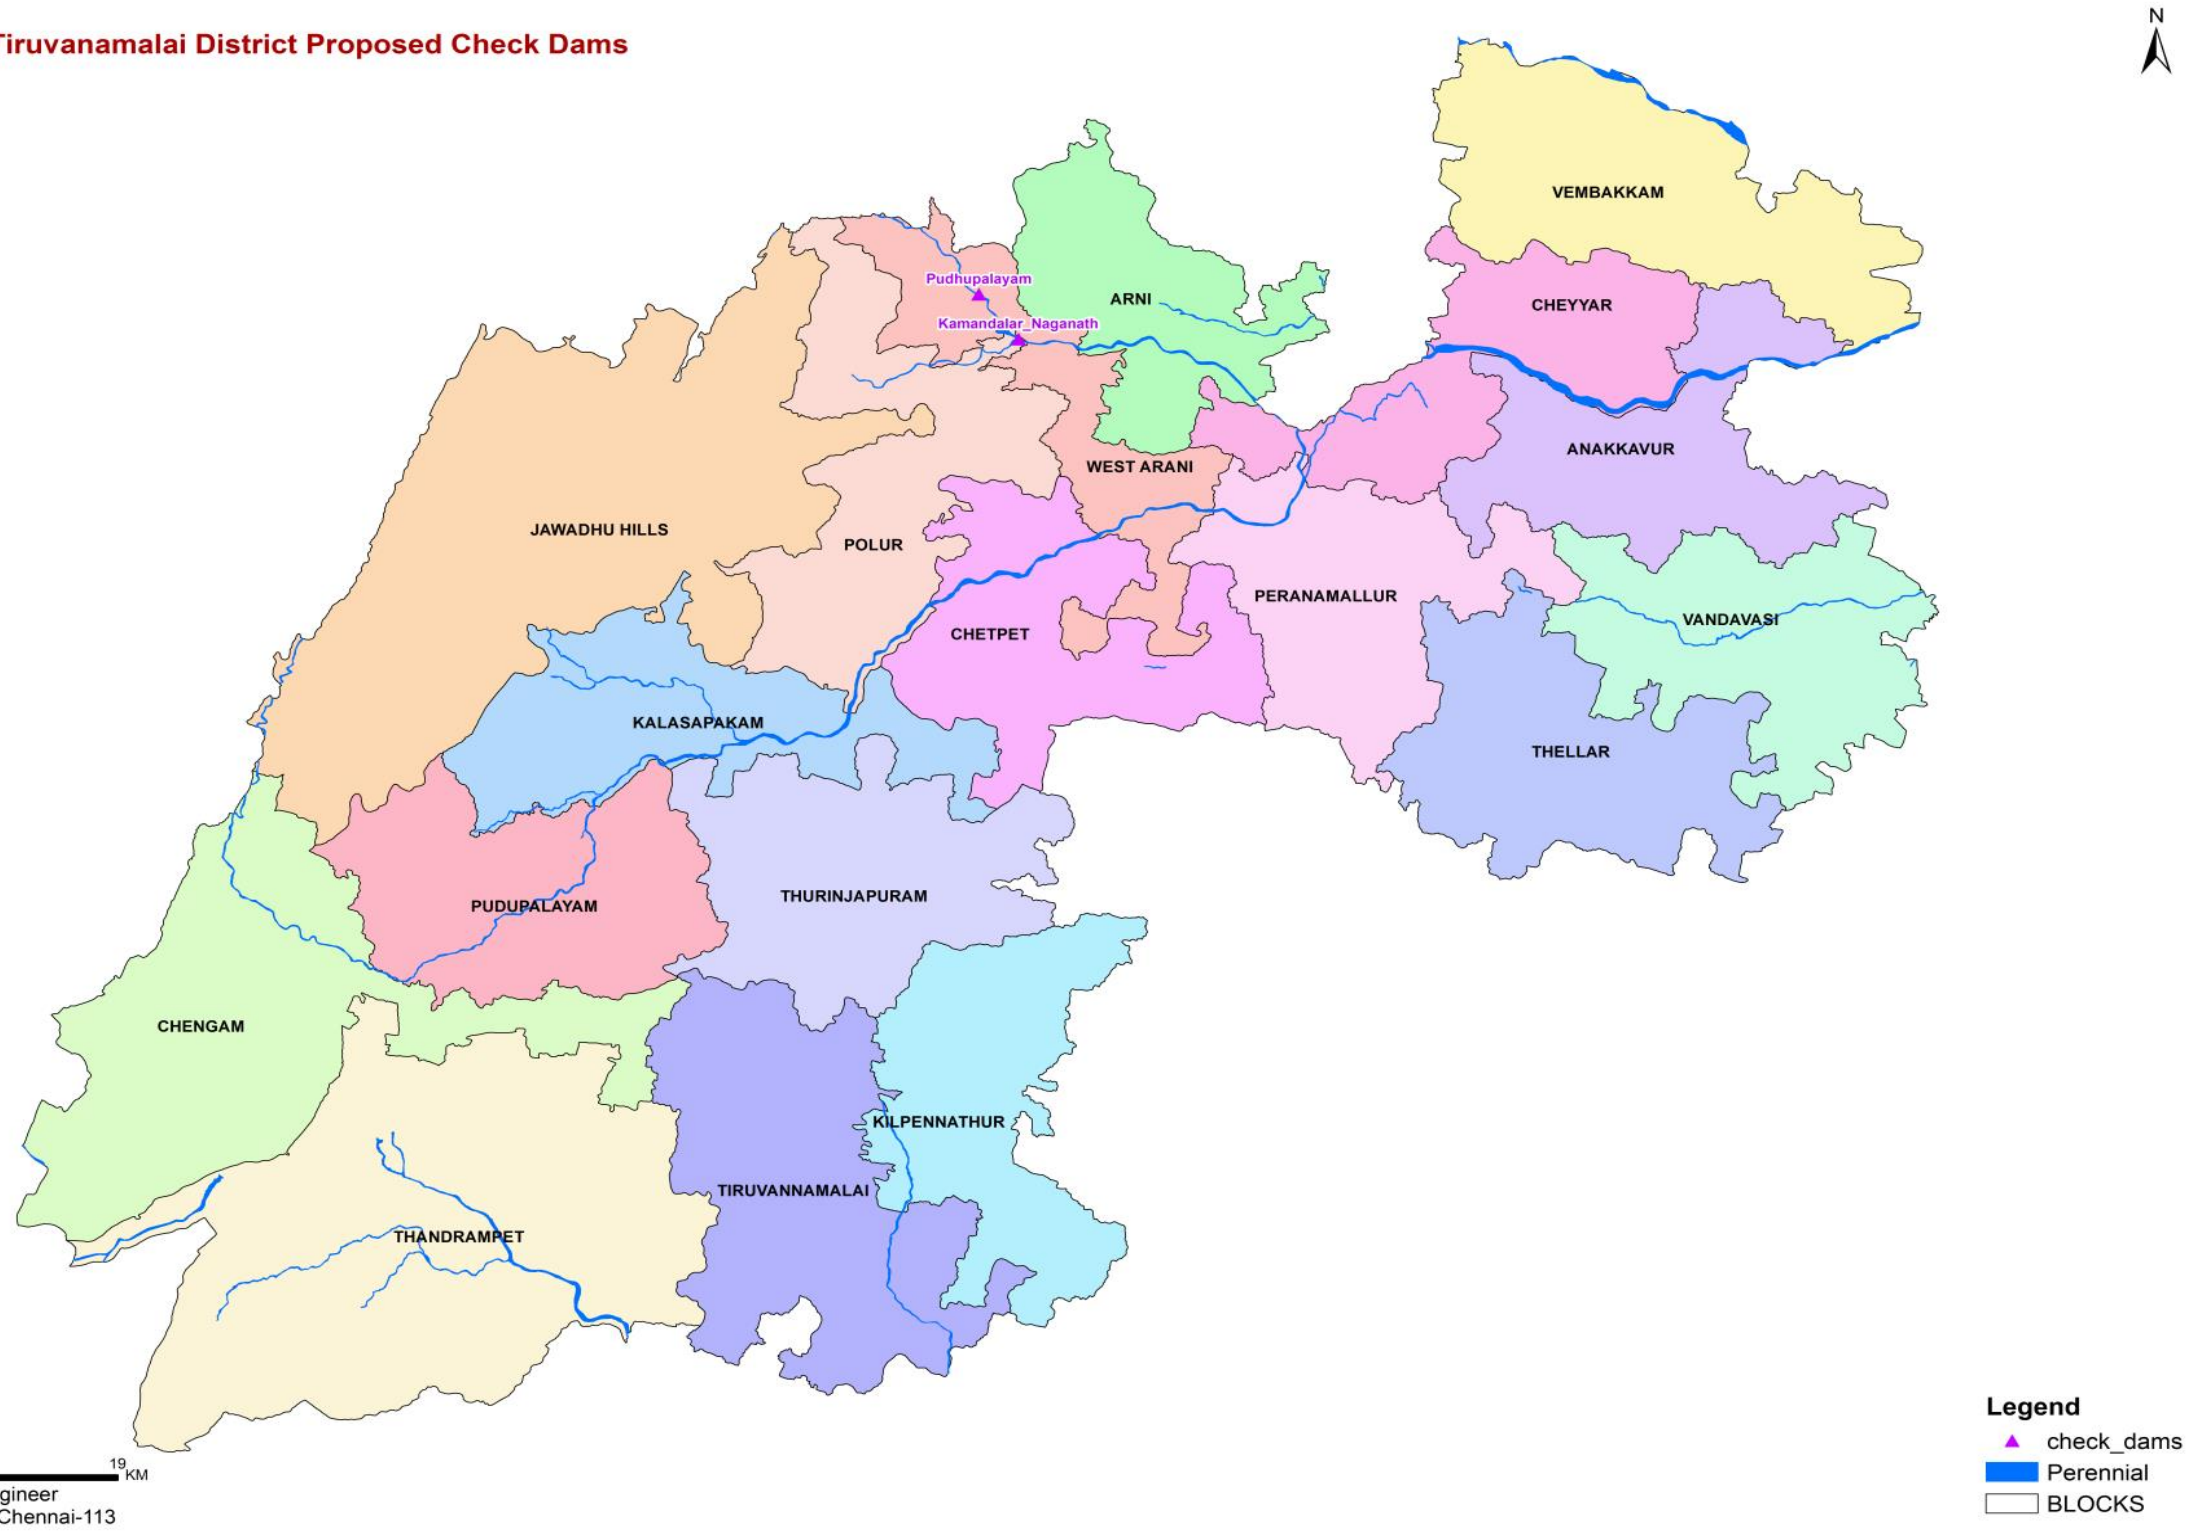 Tiruvanamalai District Proposed Check Dams
N
VEMBAKKAM
Pudhupalayam
ARNI
CHEYYAR
Kamandalar_Naganath
ANAKKAVUR
WEST ARANI
JAWADHU HILLS
POLUR
PERANAMALLUR
VANDAVASI
CHETPET
KALASAPAKAM
THELLAR
THURINJAPURAM
PUDUPALAYAM
CHENGAM
KILPENNATHUR
TIRUVANNAMALAI
THANDRAMPET
Legend
check_dams
Perennial
BLOCKS
19
KM
gineer
Chennai-113